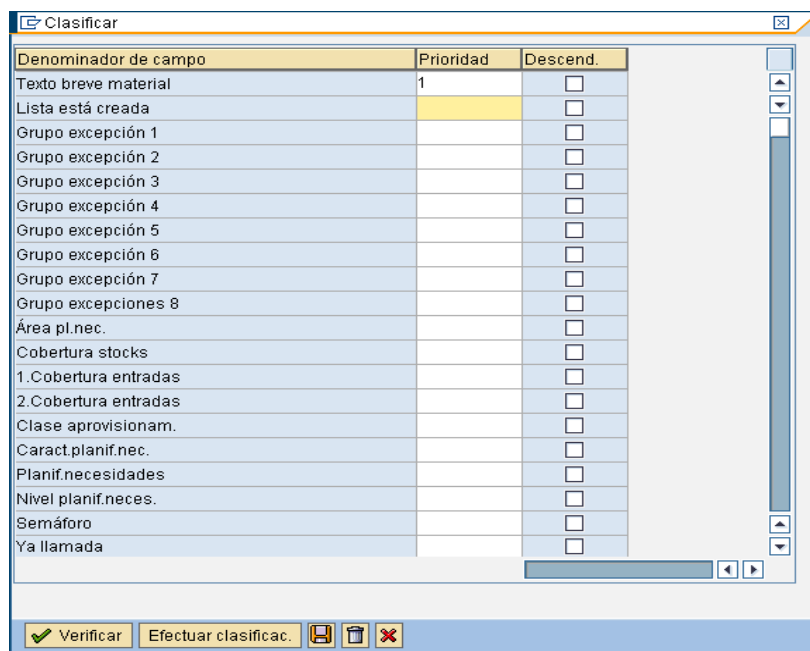 Clasificar
Denominador de campo Prioridad Descend.
Texto breve material 1
Lista está creada
Grupo excepción 1
Grupo excepción 2
Grupo excepción 3
Grupo excepción 4
Grupo excepción 5
Grupo excepción 6
Grupo excepción 7
Grupo excepciones 8
Área pl.nec.
Cobertura stocks
1.Cobertura entradas
2.Cobertura entradas
Clase aprovisionam.
Caract.planif.nec.
Planif.necesidades
Nivel planif.neces.
Semáforo
Ya llamada
Verificar Efectuar clasificac.